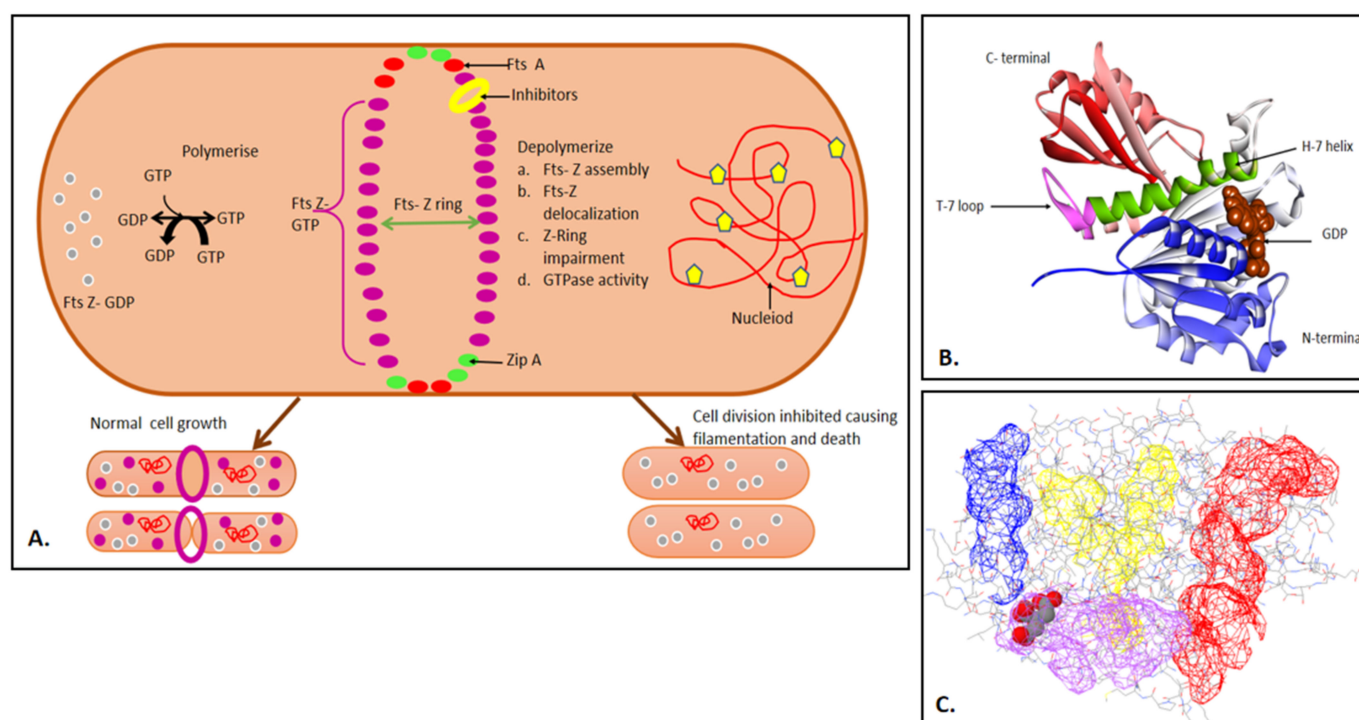 Fts A
Inhibitors
Polymerise
GTP
GDP
GTP
GDP
GTP
Fts Z- GDP
Fts Z-
GTP
Fts- Z ring
Depolymerize
a. Fts- Z assembly
b. Fts-Z
delocalization
c. Z-Ring
impairment
d. GTPase activity
Nucleiod
Zip A
Normal cell growth
Cell division inhibited causing
filamentation and death
A.
C- terminal
H-7 helix
T-7 loop
GDP
N-termina
B.
C.